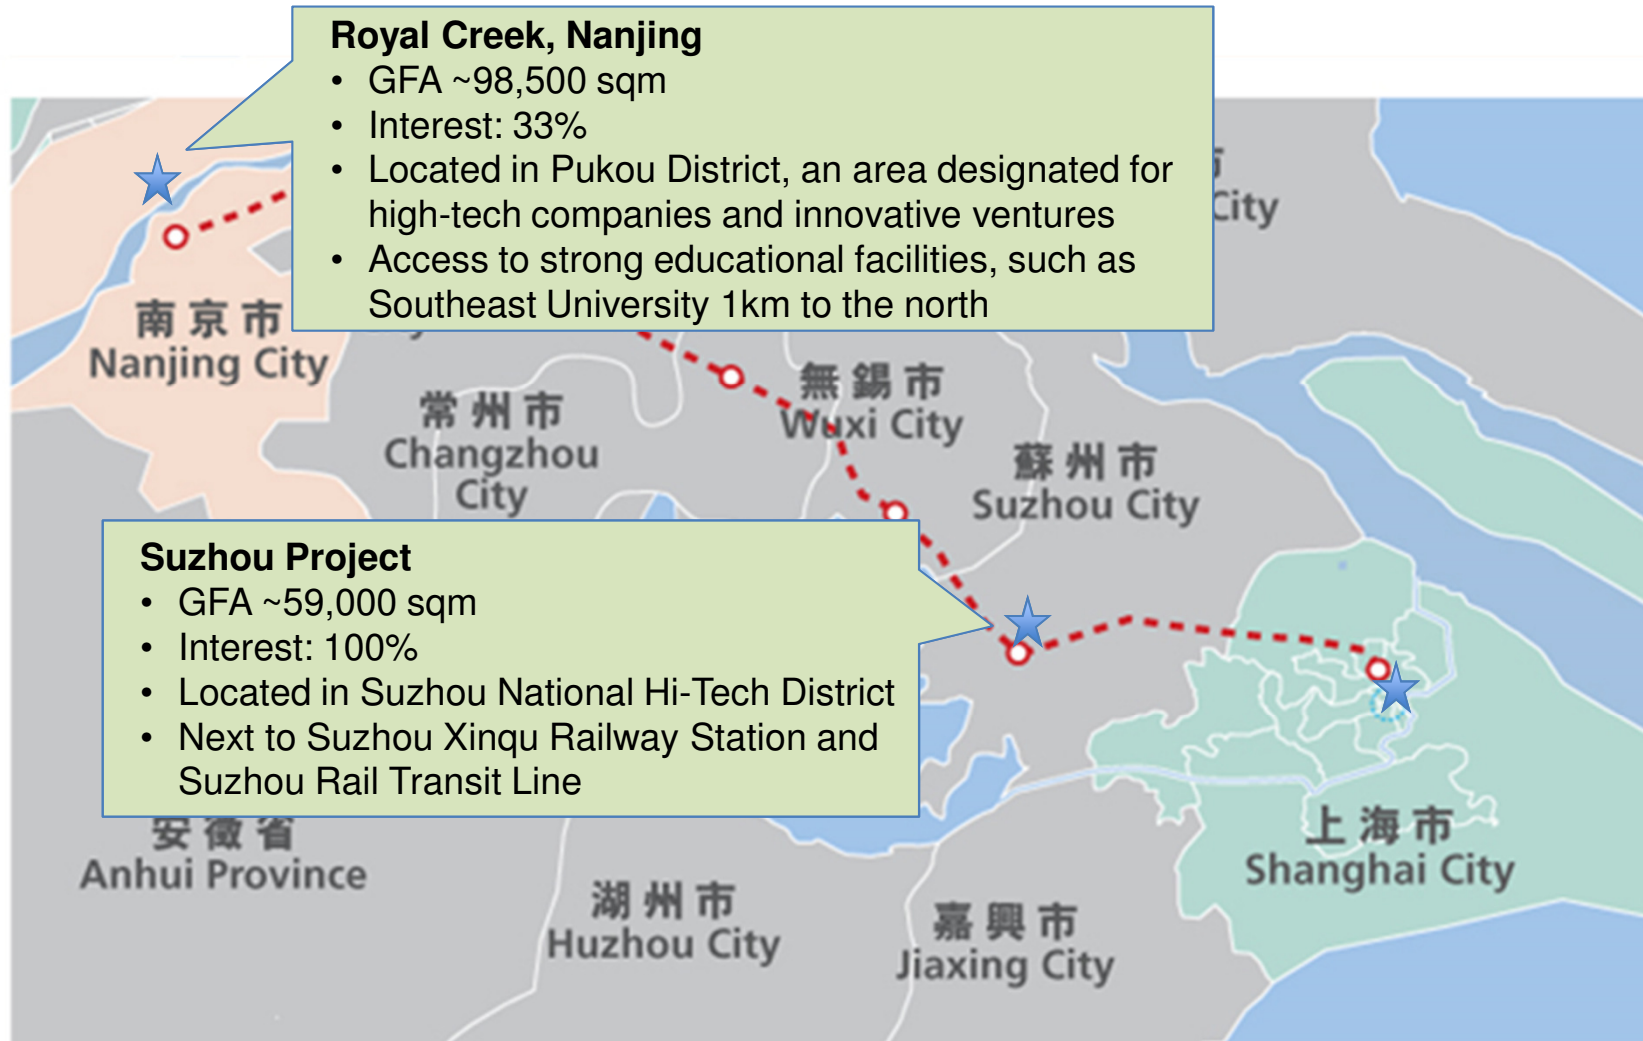 Royal Creek, Nanjing
• GFA ~98,500 sqm
• Interest: 33%
• Located in Pukou District, an area designated for
high-tech companies and innovative ventures
• Access to strong educational facilities, such as
Southeast University 1km to the north
市
City
南京市
Nanjing City
無錫市
Wuxi City
常州市
Changzhou
City
蘇州市
Suzhou City
Suzhou Project
• GFA ~59,000 sqm
• Interest: 100%
• Located in Suzhou National Hi-Tech District
• Next to Suzhou Xinqu Railway Station and
Suzhou Rail Transit Line
安徽省
Anhui Province
上海市
Shanghai City
湖州市
Huzhou City
嘉興市
Jiaxing City